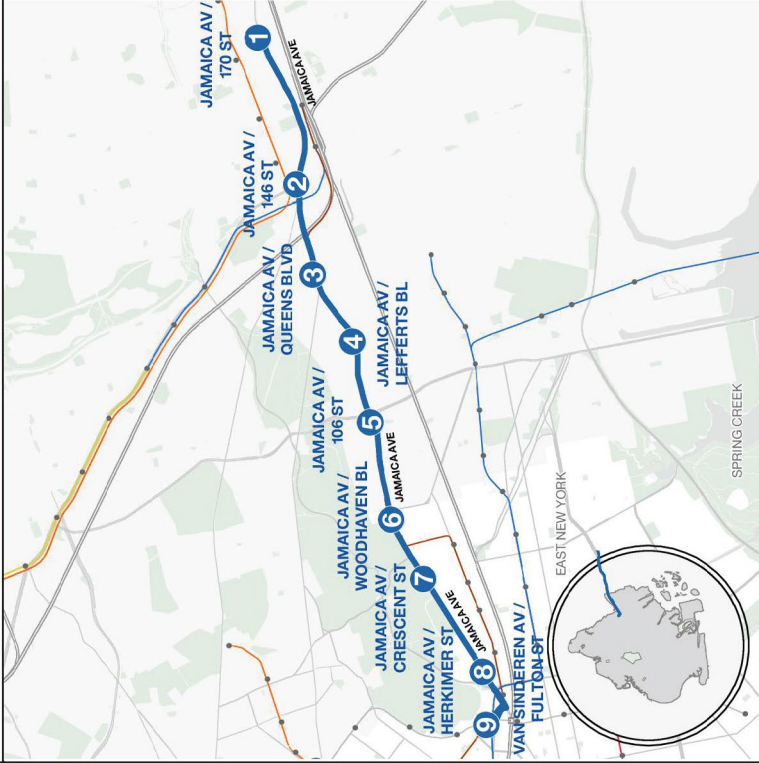 1
JAMAICA AV /
170 ST
JAMAICA AVE
2
JAMAICA AV /
146 ST
3
JAMAICA AV /
QUEENS BLVD
4
JAMAICA AV /
LEFFERTS BL
5
JAMAICA AV /
106 ST
JAMAICA AVE
6
JAMAICA AV /
WOODHAVEN BL
7
JAMAICA AV /
CRESCENT ST
JAMAICA AVE
8
JAMAICA AV /
HERKIMER ST
9
VAN SINDEREN AV /
FULTON ST
EAST NEW YORK
SPRING CREEK